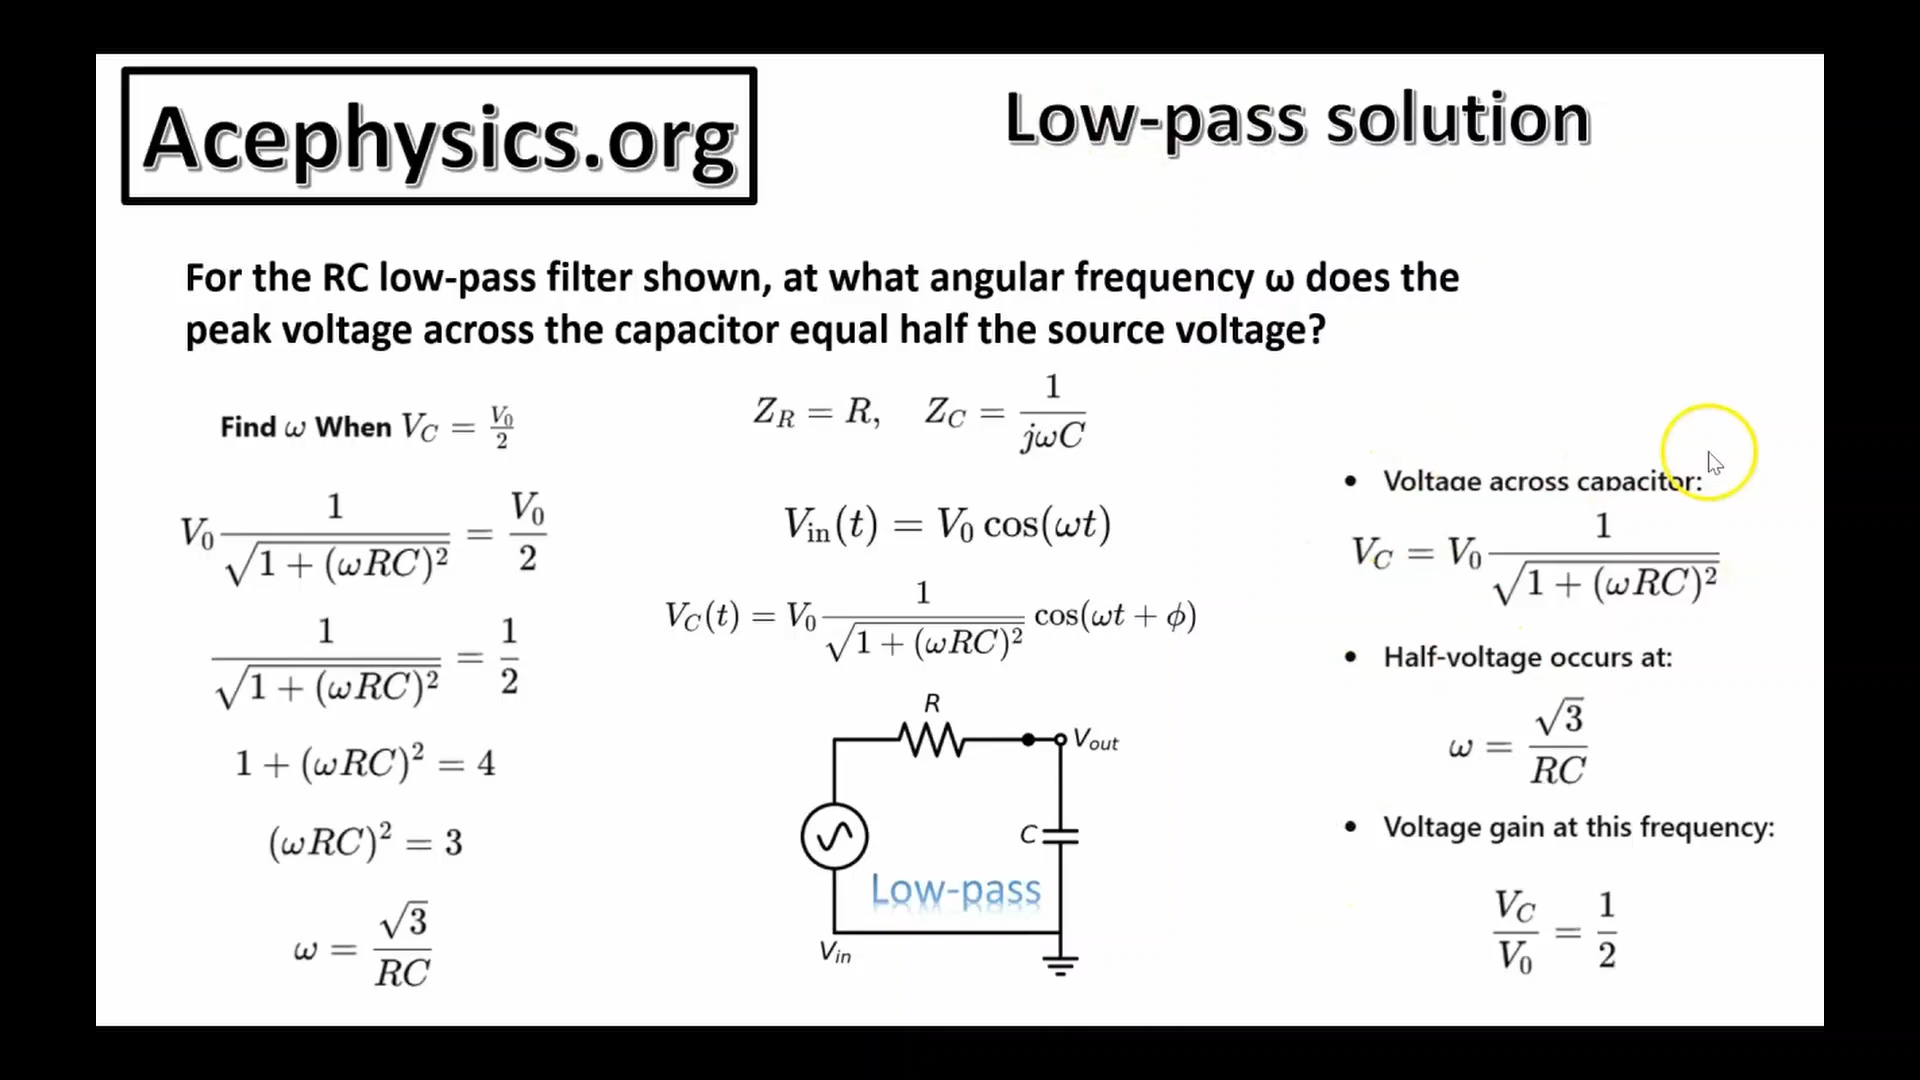 Acephysics.org
Low-pass solution
For the RC low-pass filter shown, at what angular frequency ω does the
peak voltage across the capacitor equal half the source voltage?
Find ω When V_C = V_0/2
V_0 1/√(1 + (ωRC)²) = V_0/2
1/√(1 + (ωRC)²) = 1/2
1 + (ωRC)² = 4
(ωRC)² = 3
ω = √3/RC
Z_R = R, Z_C = 1/jωC
V_in(t) = V_0 cos(ωt)
V_C(t) = V_0 1/√(1 + (ωRC)²) cos(ωt + ϕ)
R
V_out
C
Low-pass
V_in
• Voltage across capacitor:
V_C = V_0 1/√(1 + (ωRC)²)
• Half-voltage occurs at:
ω = √3/RC
• Voltage gain at this frequency:
V_C/V_0 = 1/2